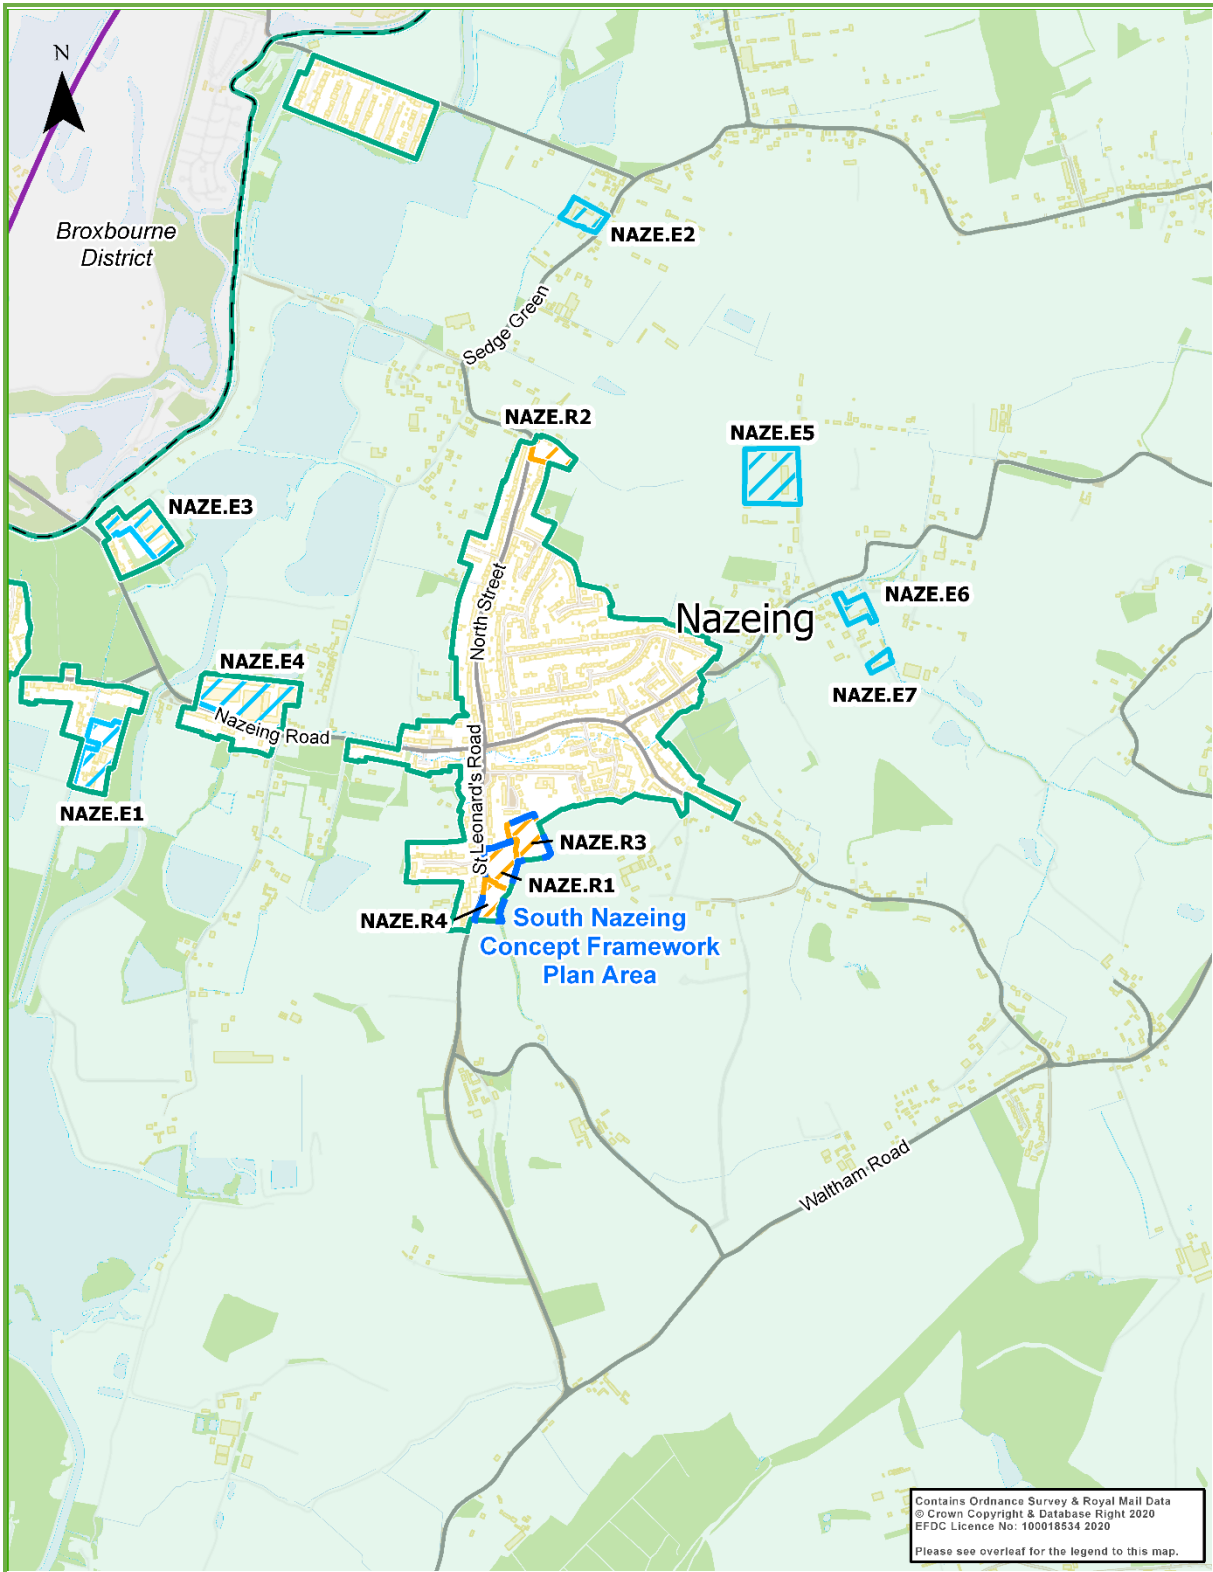 N
Broxbourne
District
NAZE.E2
Sedge Green
NAZE.R2
NAZE.E5
NAZE.E3
North Street
NAZE.E6
Nazeing
NAZE.E4
NAZE.E7
Nazeing Road
St Leonard's Road
NAZE.E1
NAZE.R3
NAZE.R1
NAZE.R4
South Nazeing
Concept Framework
Plan Area
Waltham Road
Contains Ordnance Survey & Royal Mail Data
© Crown Copyright & Database Right 2020
EFDC Licence No: 100018534 2020
Please see overleaf for the legend to this map.